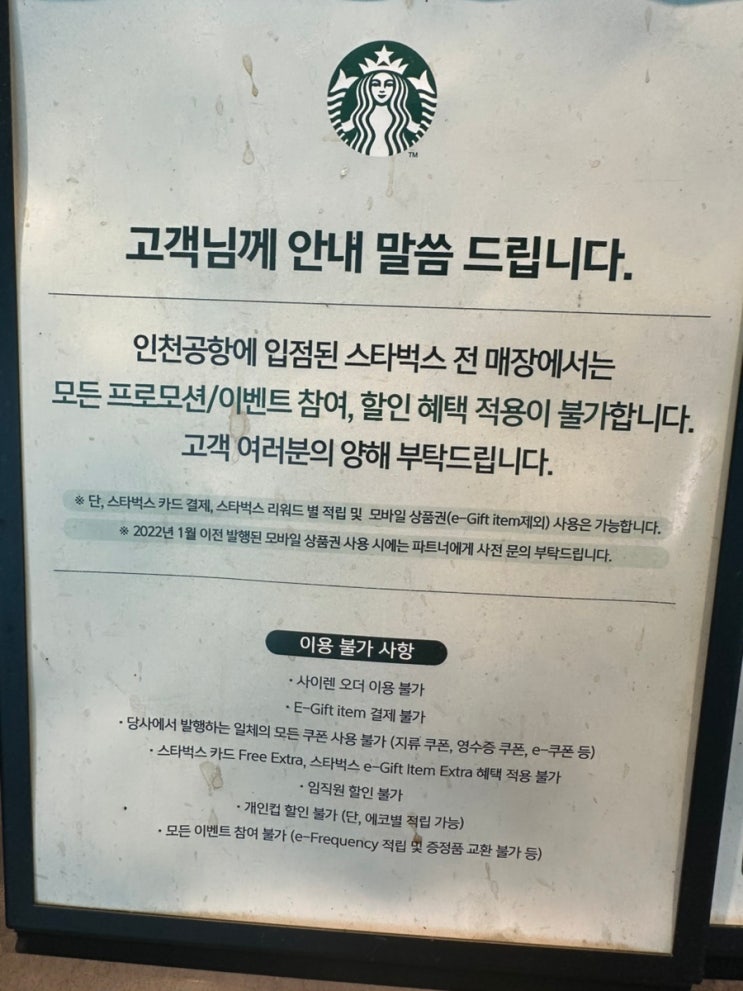 TM
고객님께 안내 말씀 드립니다.
인천공항에 입점된 스타벅스 전 매장에서는
모든 프로모션/이벤트 참여, 할인 혜택 적용이 불가합니다.
고객 여러분의 양해 부탁드립니다.
※ 단, 스타벅스 카드 결제, 스타벅스 리워드 별 적립 및 모바일 상품권(e-Gift item제외) 사용은 가능합니다.
※ 2022년 1월 이전 발행된 모바일 상품권 사용 시에는 파트너에게 사전 문의 부탁드립니다.
이용 불가 사항
· 사이렌 오더 이용 불가
· E-Gift item 결제 불가
· 당사에서 발행하는 일체의 모든 쿠폰 사용 불가 (지류 쿠폰, 영수증 쿠폰, e-쿠폰 등)
· 스타벅스 카드 Free Extra, 스타벅스 e-Gift Item Extra 혜택 적용 불가
· 임직원 할인 불가
· 개인컵 할인 불가 (단, 에코별 적립 가능)
· 모든 이벤트 참여 불가 (e-Frequency 적립 및 증정품 교환 불가 등)